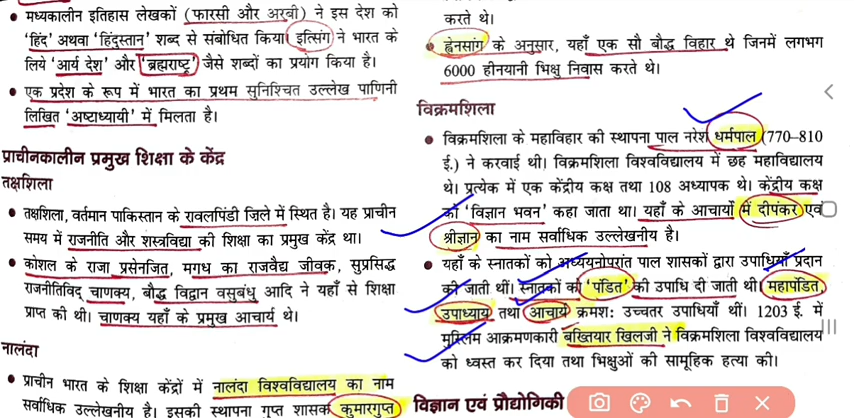 मध्यकालीन इतिहास लेखकों (फारसी और अरबी) ने इस देश को
'हिंद' अथवा 'हिंदुस्तान' शब्द से संबोधित किया। इत्सिंग ने भारत के
लिये 'आर्य देश' और 'ब्रह्मराष्ट्र' जैसे शब्दों का प्रयोग किया है।
एक प्रदेश के रूप में भारत का प्रथम सुनिश्चित उल्लेख पाणिनी
लिखित 'अष्टाध्यायी' में मिलता है।
प्राचीनकालीन प्रमुख शिक्षा के केंद्र
तक्षशिला
तक्षशिला, वर्तमान पाकिस्तान के रावलपिंडी जिले में स्थित है। यह प्राचीन
समय में राजनीति और शस्त्रविद्या की शिक्षा का प्रमुख केंद्र था।
कोशल के राजा प्रसेनजित, मगध का राजवैद्य जीवक, सुप्रसिद्ध
राजनीतिविद् चाणक्य, बौद्ध विद्वान वसुबंधु आदि ने यहाँ से शिक्षा
प्राप्त की थी। चाणक्य यहाँ के प्रमुख आचार्य थे।
नालंदा
प्राचीन भारत के शिक्षा केंद्रों में नालंदा विश्वविद्यालय का नाम
सर्वाधिक उल्लेखनीय है। इसकी स्थापना गुप्त शासक कुमारगुप्त
करते थे।
ह्वेनसांग के अनुसार, यहाँ एक सौ बौद्ध विहार थे जिनमें लगभग
6000 हीनयानी भिक्षु निवास करते थे।
विक्रमशिला
विक्रमशिला के महाविहार की स्थापना पाल नरेश धर्मपाल (770-810
ई.) ने करवाई थी। विक्रमशिला विश्वविद्यालय में छह महाविद्यालय
थे। प्रत्येक में एक केंद्रीय कक्ष तथा 108 अध्यापक थे। केंद्रीय कक्ष
को 'विज्ञान भवन' कहा जाता था। यहाँ के आचार्यों में दीपंकर एवं
श्रीज्ञान का नाम सर्वाधिक उल्लेखनीय है।
यहाँ के स्नातकों को अध्ययनोपरांत पाल शासकों द्वारा उपाधियाँ प्रदान
की जाती थीं। स्नातकों को 'पंडित' की उपाधि दी जाती थी। महापंडित,
उपाध्याय तथा आचार्य क्रमशः उच्चतर उपाधियाँ थीं। 1203 ई. में
मुस्लिम आक्रमणकारी बख्तियार खिलजी ने विक्रमशिला विश्वविद्यालय
को ध्वस्त कर दिया तथा भिक्षुओं की सामूहिक हत्या की।
विज्ञान एवं प्रौद्योगिकी